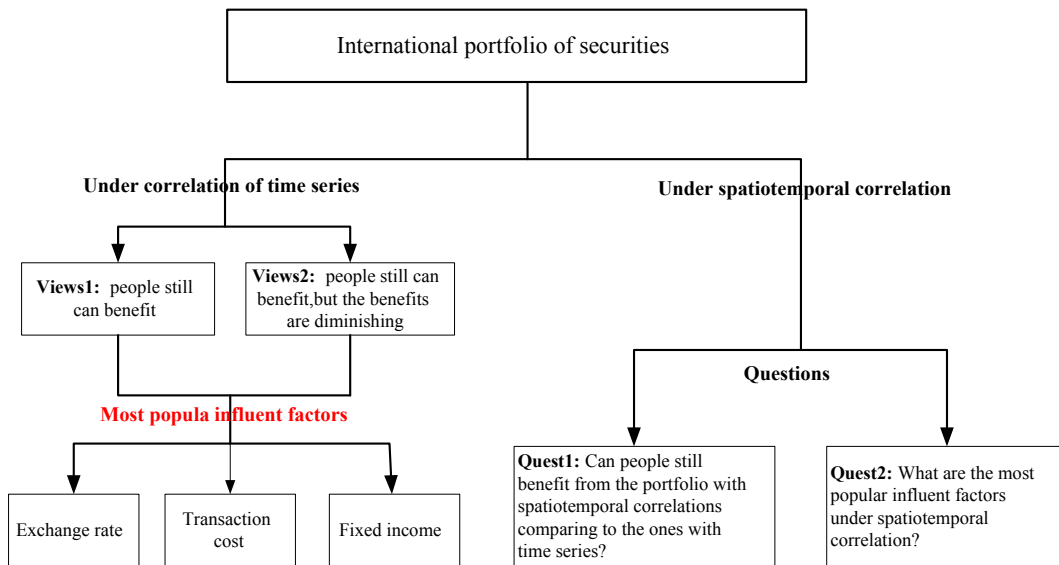 International portfolio of securities
Under correlation of time series
Under spatiotemporal correlation
Views1: people still
can benefit
Views2: people still can
benefit,but the benefits
are diminishing
Most popula influent factors
Questions
Exchange rate
Transaction
cost
Fixed income
Quest1: Can people still
benefit from the portfolio with
spatiotemporal correlations
comparing to the ones with
time series?
Quest2: What are the most
popular influent factors
under spatiotemporal
correlation?